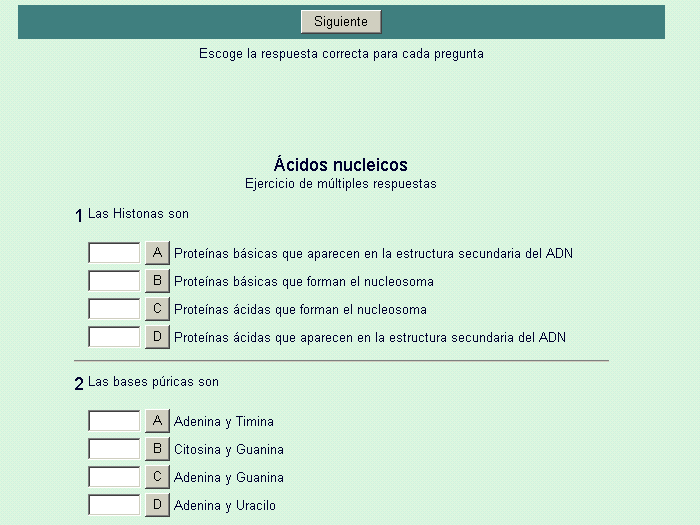 Siguiente
Escoge la respuesta correcta para cada pregunta
Ácidos nucleicos
Ejercicio de múltiples respuestas
1 Las Histonas son
A Proteínas básicas que aparecen en la estructura secundaria del ADN
B Proteínas básicas que forman el nucleosoma
C Proteínas ácidas que forman el nucleosoma
D Proteínas ácidas que aparecen en la estructura secundaria del ADN
2 Las bases púricas son
A Adenina y Timina
B Citosina y Guanina
C Adenina y Guanina
D Adenina y Uracilo